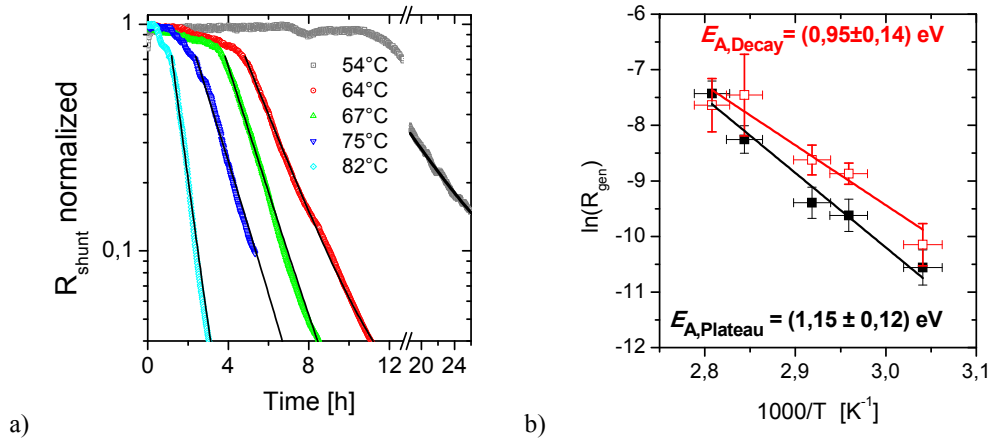 a)
R_shunt normalized
1
0,1
54°C
64°C
67°C
75°C
82°C
0 4 8 12 20 24
Time [h]
b)
ln(R_gen)
-6
-7
-8
-9
-10
-11
-12
E_A,Decay = (0,95±0,14) eV
E_A,Plateau = (1,15 ± 0,12) eV
2,8 2,9 3,0 3,1
1000/T [K⁻¹]